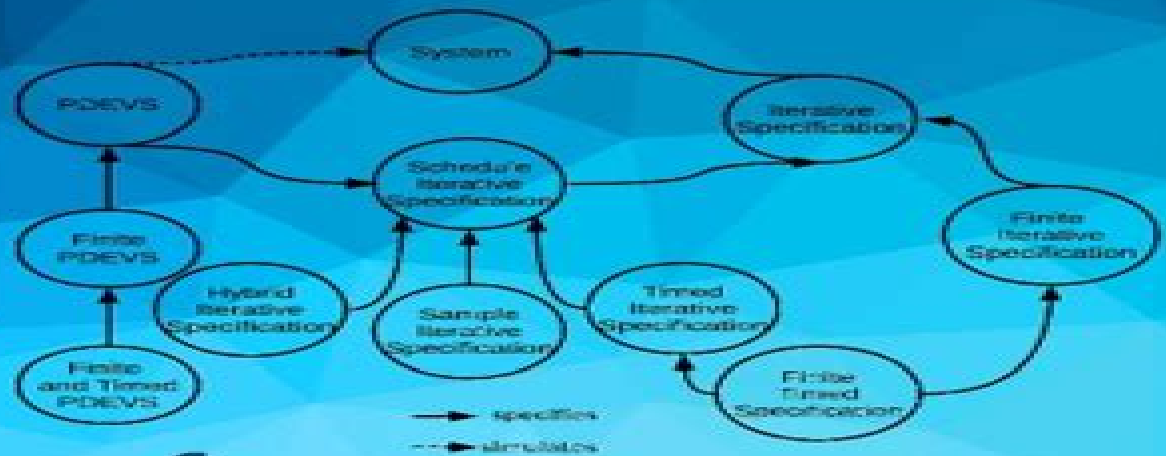 System
PDEVS
Iterative
Specification
Schedule
Iterative
Specification
Finite
Iterative
Specification
Finite
PDEVS
Hybrid
Iterative
Specification
Sample
Iterative
Specification
Timed
Iterative
Specification
Finite
and Timed
PDEVS
Finite
Timed
Specification
specifies
simulates